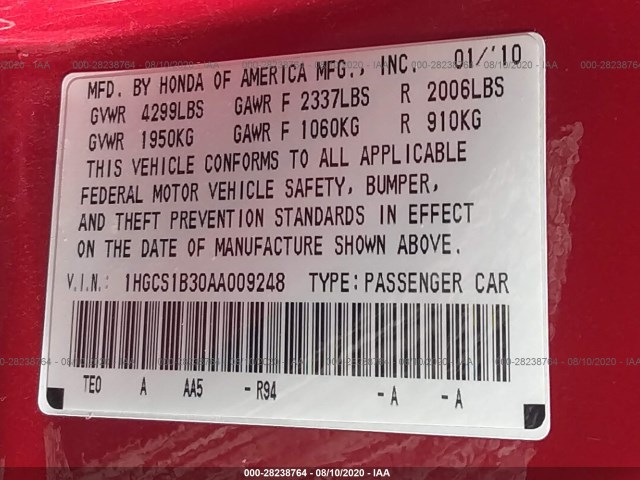 MFD. BY HONDA OF AMERICA MFG., INC. 01/'10
GVWR 4299LBS GAWR F 2337LBS R 2006LBS
GVWR 1950KG GAWR F 1060KG R 910KG
THIS VEHICLE CONFORMS TO ALL APPLICABLE
FEDERAL MOTOR VEHICLE SAFETY, BUMPER,
AND THEFT PREVENTION STANDARDS IN EFFECT
ON THE DATE OF MANUFACTURE SHOWN ABOVE.
V.I.N.: 1HGCS1B30AA009248 TYPE: PASSENGER CAR
TE0 A AA5 - R94 - A - A
000-28238764 - 08/10/2020 - IAA